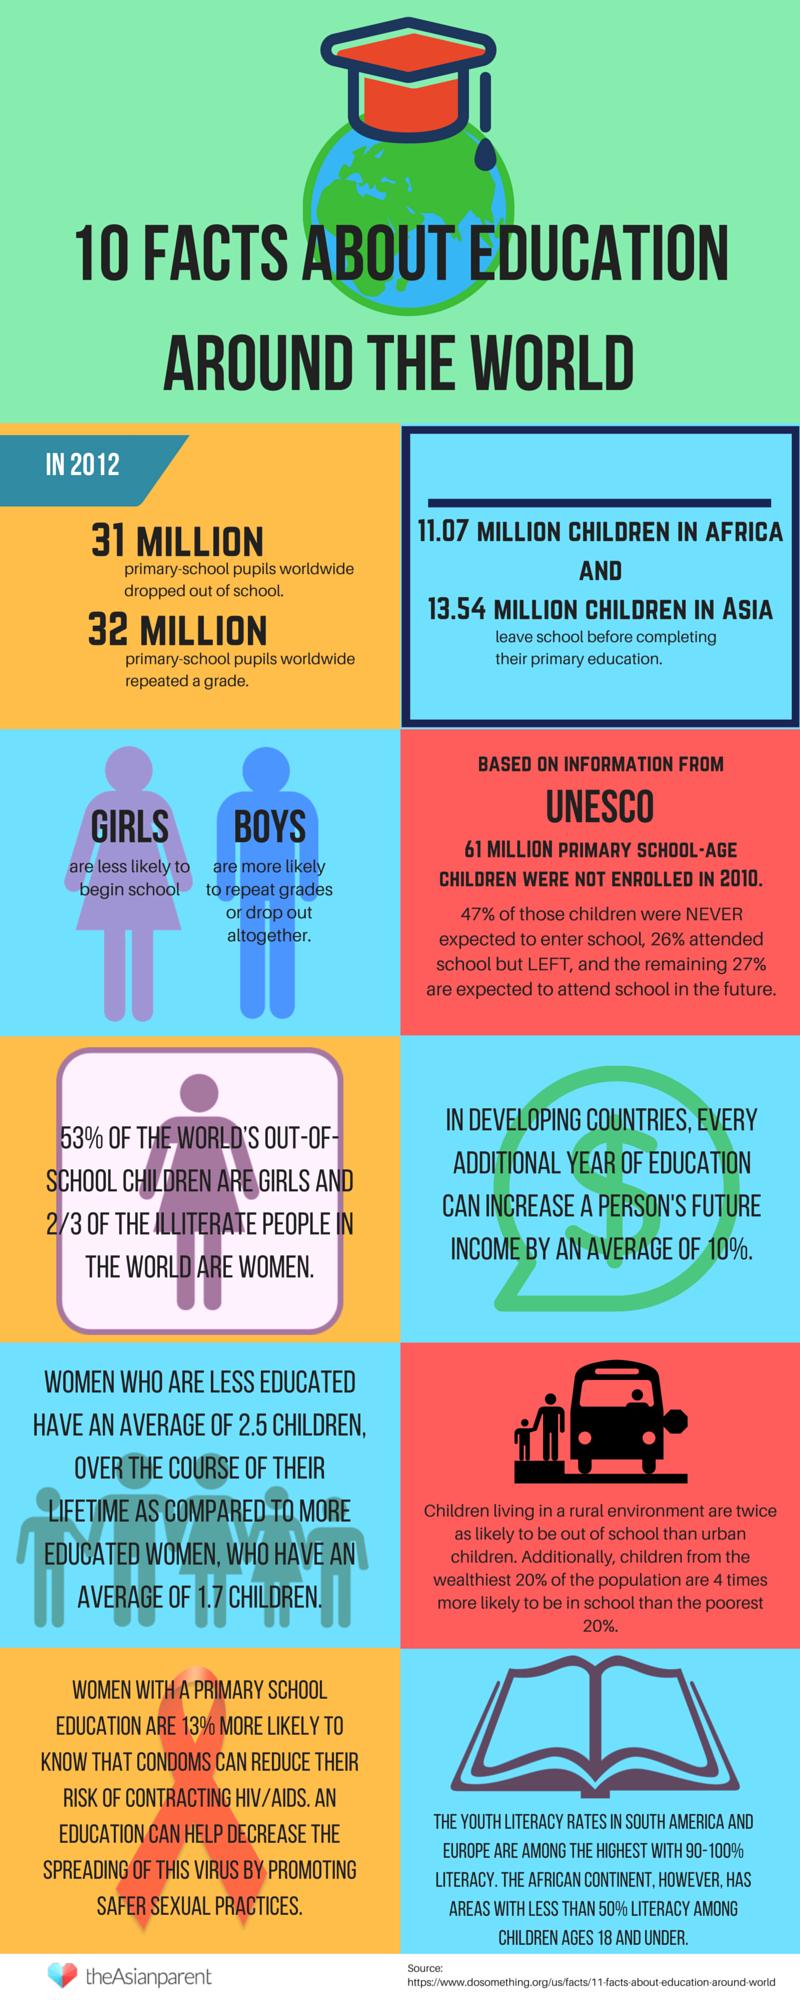 10 FACTS ABOUT EDUCATION
AROUND THE WORLD
IN 2012
31 MILLION
primary-school pupils worldwide
dropped out of school.
32 MILLION
primary-school pupils worldwide
repeated a grade.
11.07 MILLION CHILDREN IN AFRICA
AND
13.54 MILLION CHILDREN IN ASIA
leave school before completing
their primary education.
GIRLS
are less likely to
begin school
BOYS
are more likely
to repeat grades
or drop out
altogether.
BASED ON INFORMATION FROM
UNESCO
61 MILLION PRIMARY SCHOOL-AGE
CHILDREN WERE NOT ENROLLED IN 2010.
47% of those children were NEVER
expected to enter school, 26% attended
school but LEFT, and the remaining 27%
are expected to attend school in the future.
53% OF THE WORLD'S OUT-OF-
SCHOOL CHILDREN ARE GIRLS AND
2/3 OF THE ILLITERATE PEOPLE IN
THE WORLD ARE WOMEN.
IN DEVELOPING COUNTRIES, EVERY
ADDITIONAL YEAR OF EDUCATION
CAN INCREASE A PERSON'S FUTURE
INCOME BY AN AVERAGE OF 10%.
WOMEN WHO ARE LESS EDUCATED
HAVE AN AVERAGE OF 2.5 CHILDREN,
OVER THE COURSE OF THEIR
LIFETIME AS COMPARED TO MORE
EDUCATED WOMEN, WHO HAVE AN
AVERAGE OF 1.7 CHILDREN.
Children living in a rural environment are twice
as likely to be out of school than urban
children. Additionally, children from the
wealthiest 20% of the population are 4 times
more likely to be in school than the poorest
20%.
WOMEN WITH A PRIMARY SCHOOL
EDUCATION ARE 13% MORE LIKELY TO
KNOW THAT CONDOMS CAN REDUCE THEIR
RISK OF CONTRACTING HIV/AIDS. AN
EDUCATION CAN HELP DECREASE THE
SPREADING OF THIS VIRUS BY PROMOTING
SAFER SEXUAL PRACTICES.
THE YOUTH LITERACY RATES IN SOUTH AMERICA AND
EUROPE ARE AMONG THE HIGHEST WITH 90-100%
LITERACY. THE AFRICAN CONTINENT, HOWEVER, HAS
AREAS WITH LESS THAN 50% LITERACY AMONG
CHILDREN AGES 18 AND UNDER.
theAsianparent
Source:
https://www.dosomething.org/us/facts/11-facts-about-education-around-world